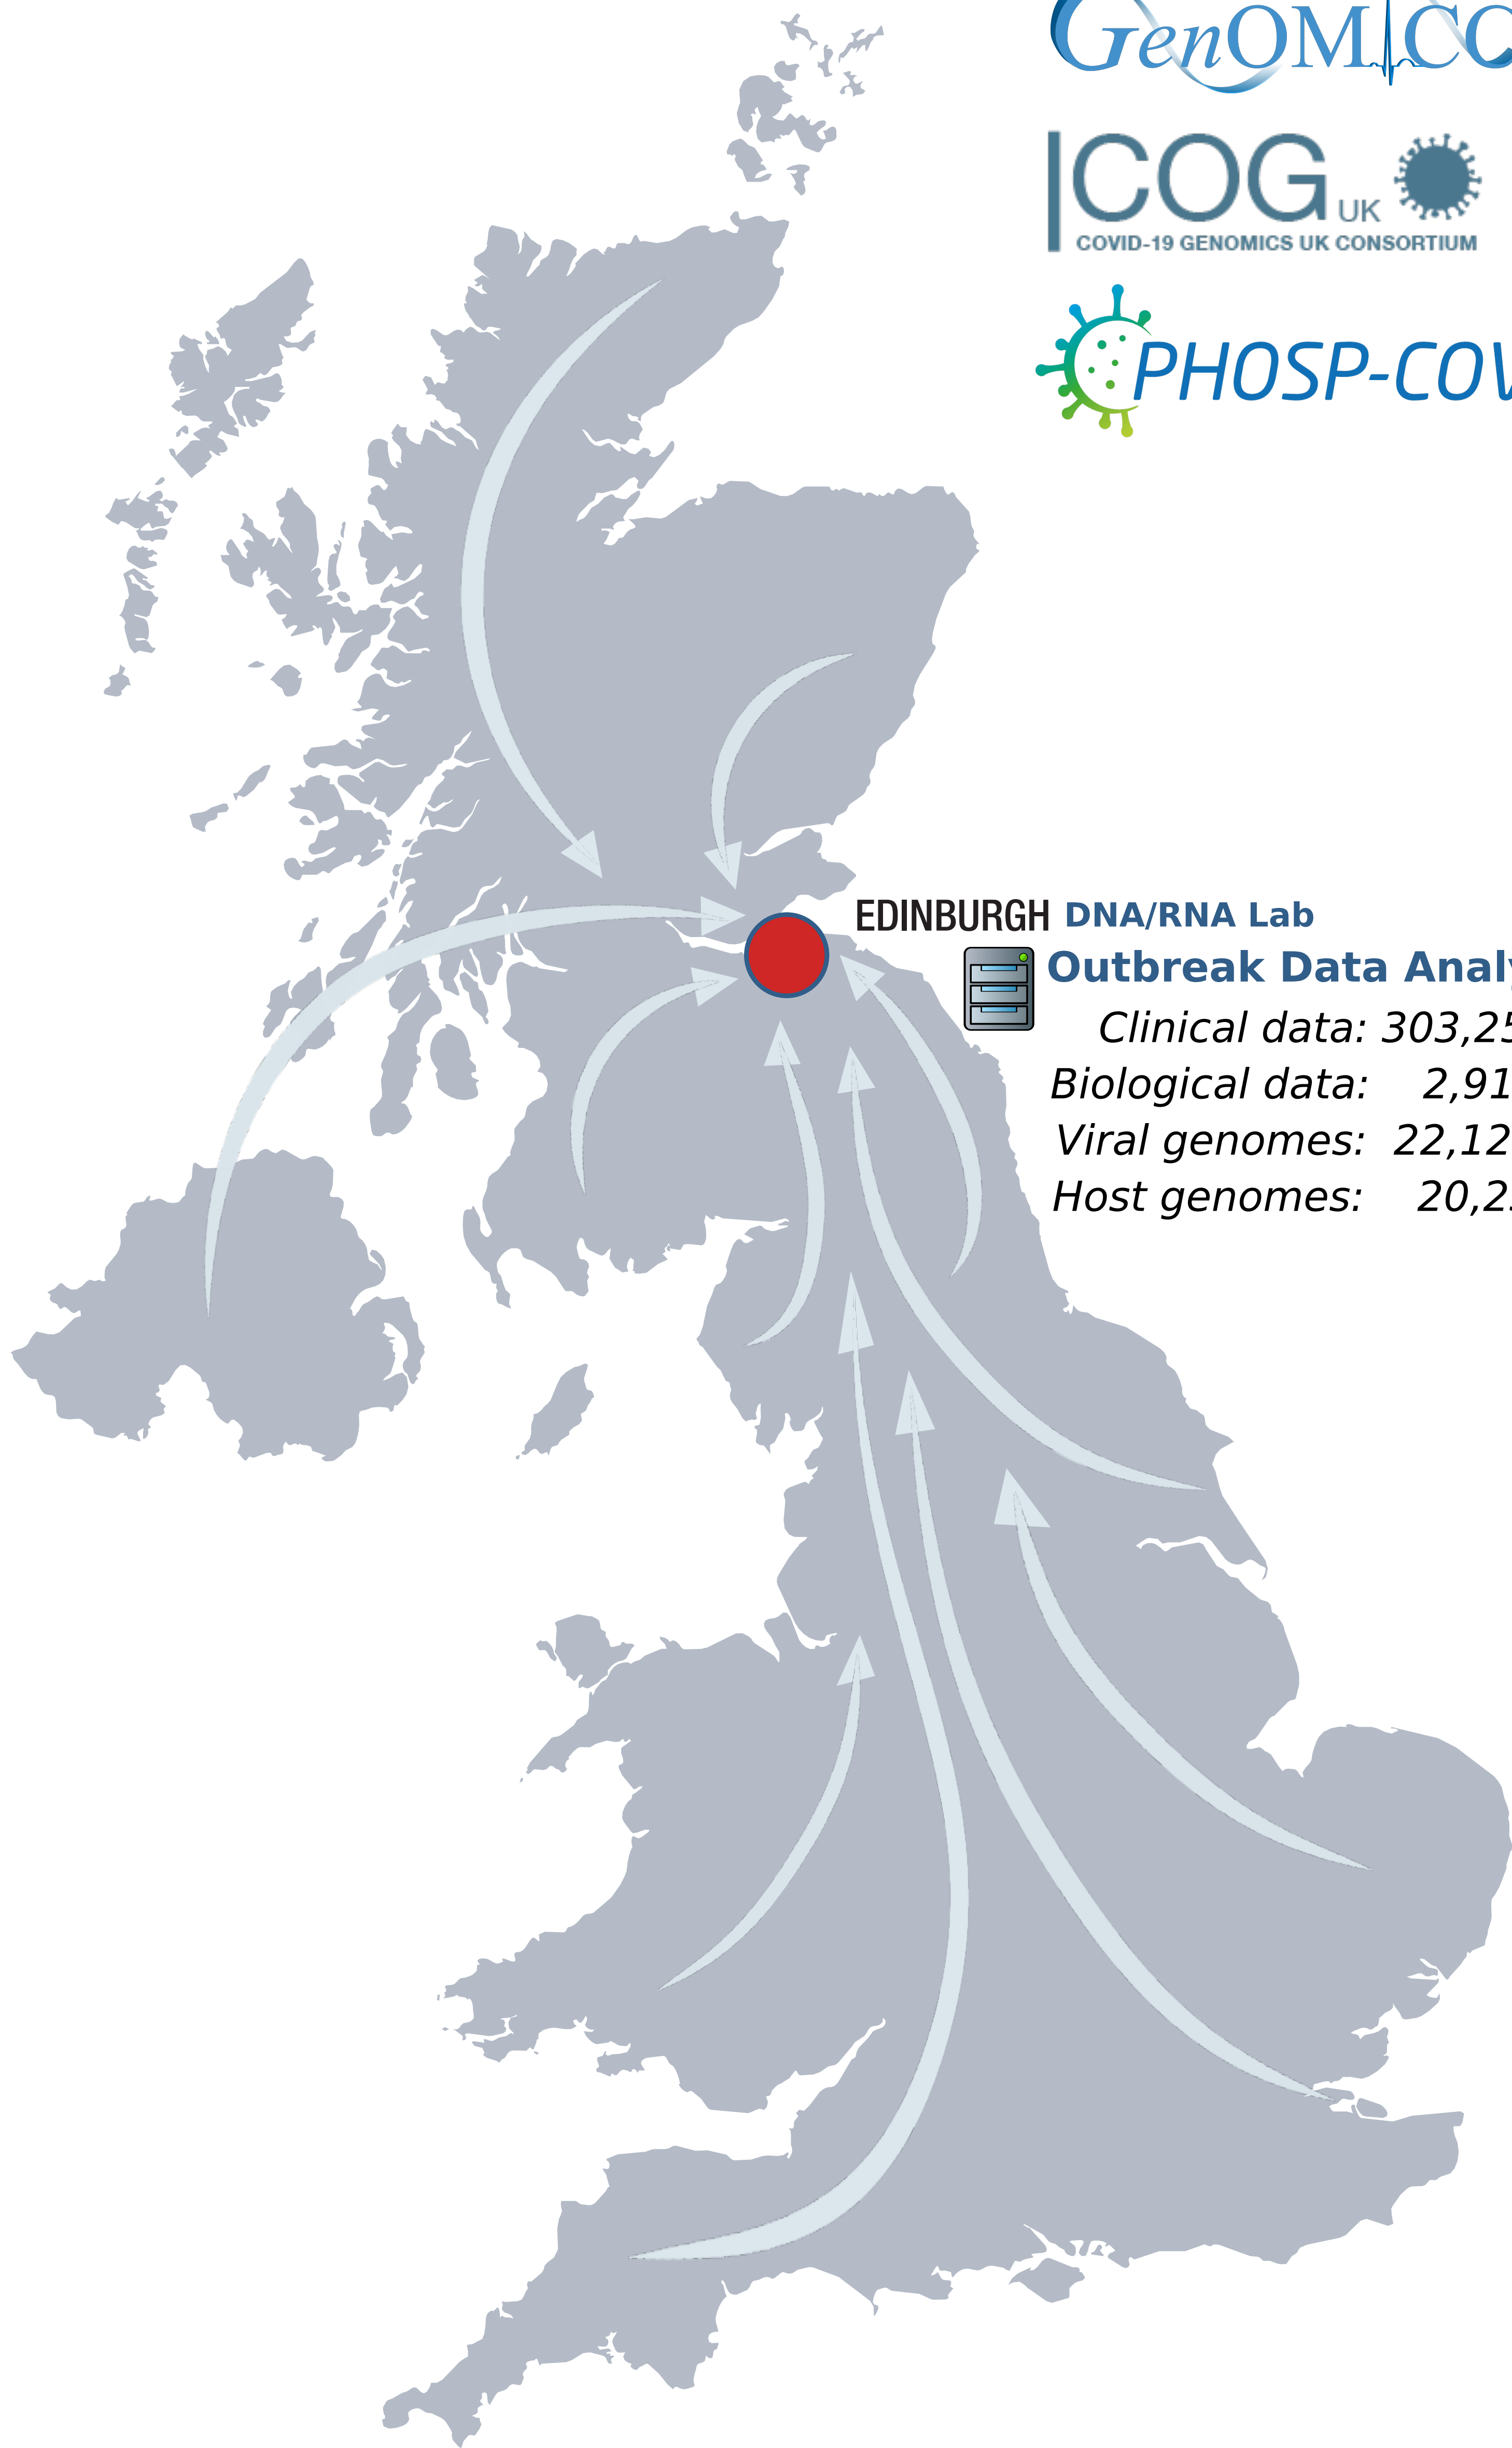 GenOMICC
COG UK
COVID-19 GENOMICS UK CONSORTIUM
PHOSP-COV
EDINBURGH DNA/RNA Lab
Outbreak Data Analy
Clinical data: 303,25
Biological data: 2,91
Viral genomes: 22,12
Host genomes: 20,2